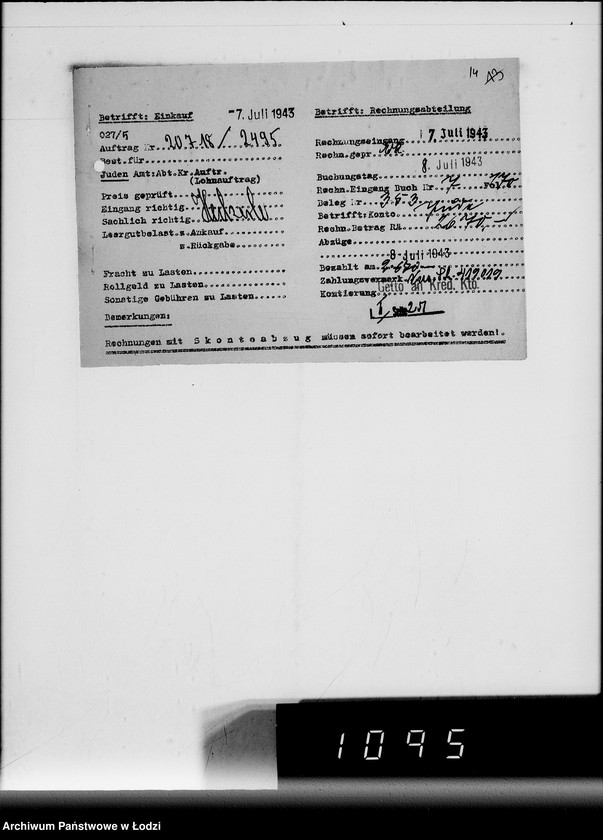 14
Betrifft: Einkauf
-7. Juli 1943
027/5
Auftrag Nr. 20718/2495
Best.für
Juden Amt:Abt.Kr.Auftr.
(Lohnauftrag)
Preis geprüft
Eingang richtig
Sachlich richtig
Leergutbelast.z.Ankauf
z.Rückgabe
Fracht zu Lasten
Rollgeld zu Lasten
Sonstige Gebühren zu Lasten
Bemerkungen:
Betrifft: Rechnungsabteilung
Rechnungseingang 7. Juli 1943
Rechn.gepr.
8. Juli 1943
Buchungstag
Rechn.Eingang Buch Nr
Beleg Nr
Betrifft:Konto
Rechn.Betrag RM.
Abzüge
8. Juli 1943
Bezahlt am
Zahlungsvermerk
Getto an Kred. Kto.
Kontierung
Rechnungen mit Skontoabzug müssen sofort bearbeitet werden!
1095
Archiwum Państwowe w Łodzi